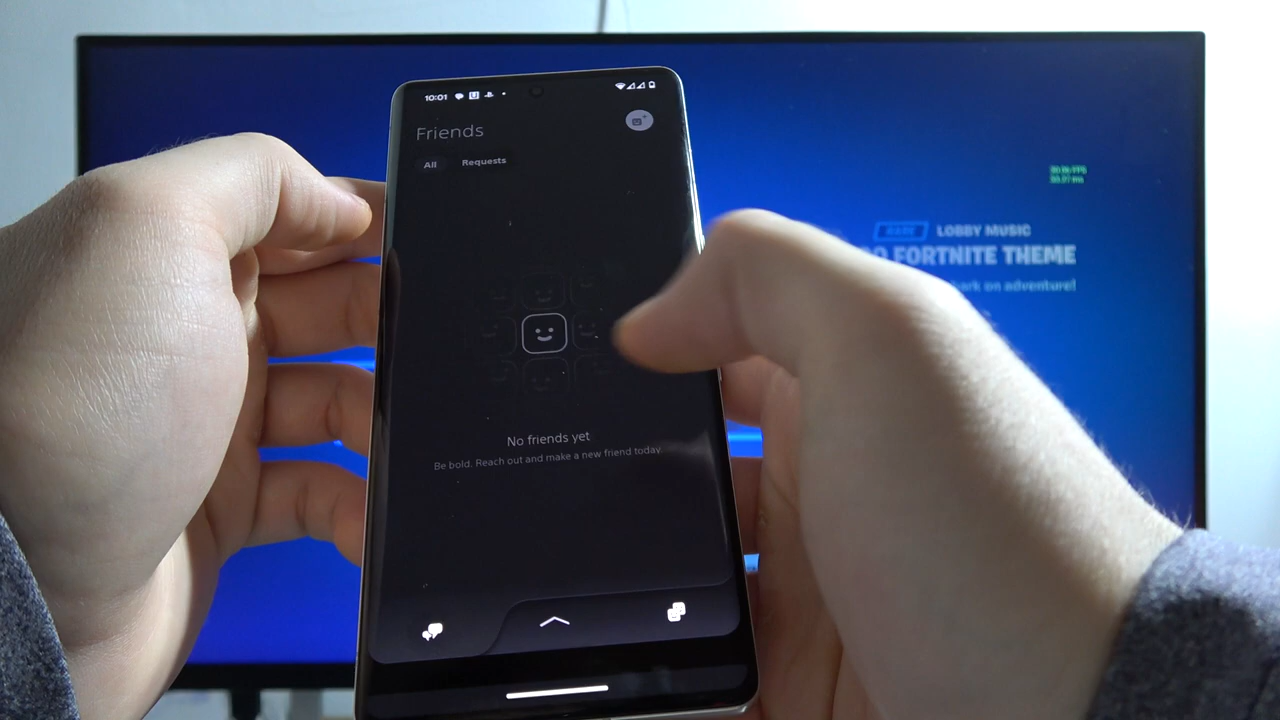 10:01
Friends
All
Requests
No friends yet
Be bold. Reach out and make a new friend today.
LOBBY MUSIC
FORTNITE THEME
on adventure!